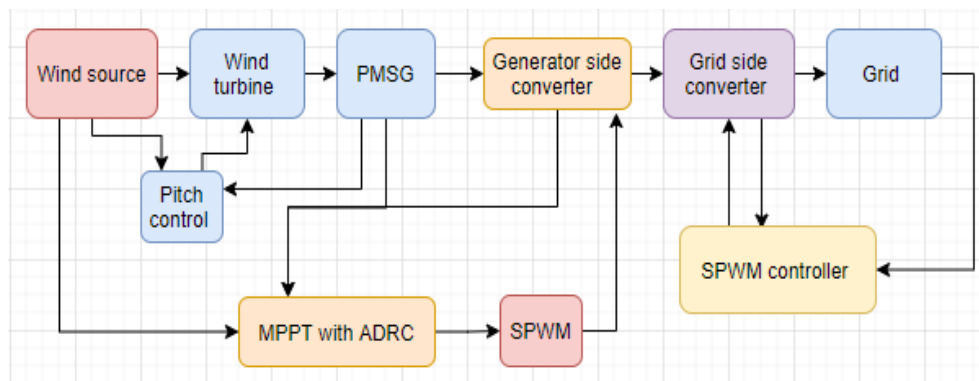 Wind source
Wind
turbine
PMSG
Generator side
converter
Grid side
converter
Grid
Pitch
control
SPWM controller
MPPT with ADRC
SPWM